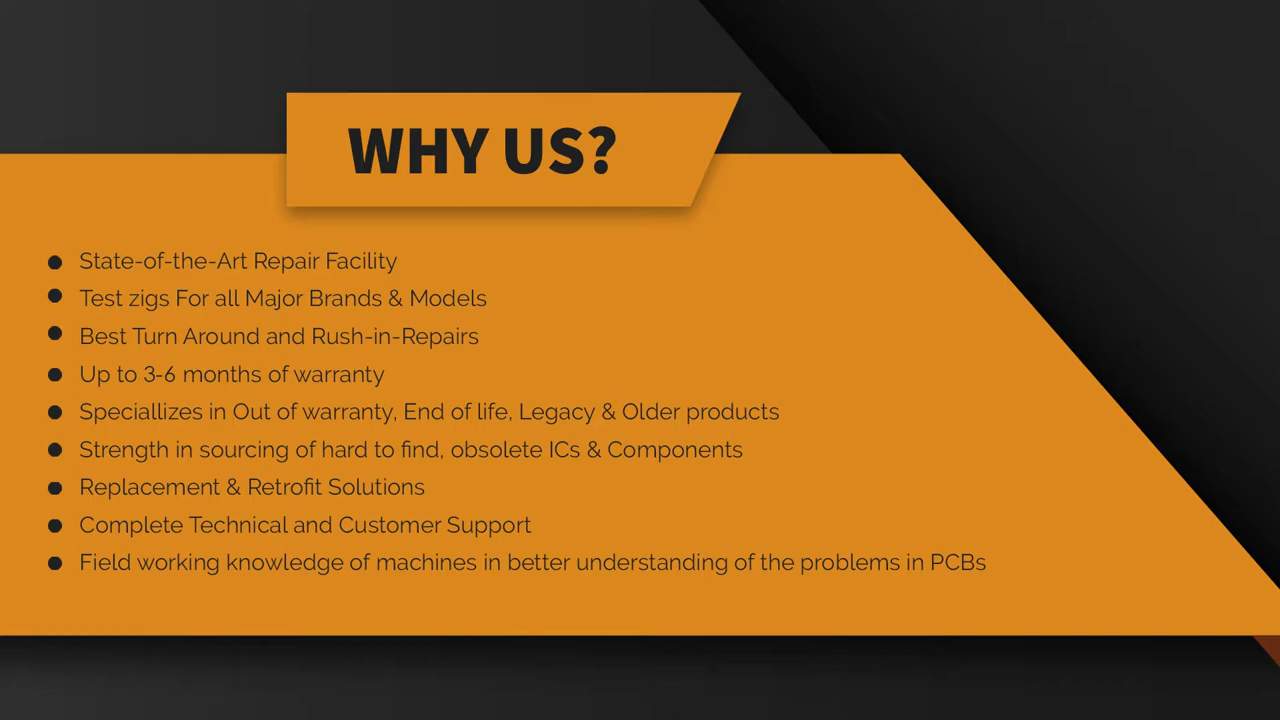 WHY US?
State-of-the-Art Repair Facility
Test zigs For all Major Brands & Models
Best Turn Around and Rush-in-Repairs
Up to 3-6 months of warranty
Speciallizes in Out of warranty, End of life, Legacy & Older products
Strength in sourcing of hard to find, obsolete ICs & Components
Replacement & Retrofit Solutions
Complete Technical and Customer Support
Field working knowledge of machines in better understanding of the problems in PCBs